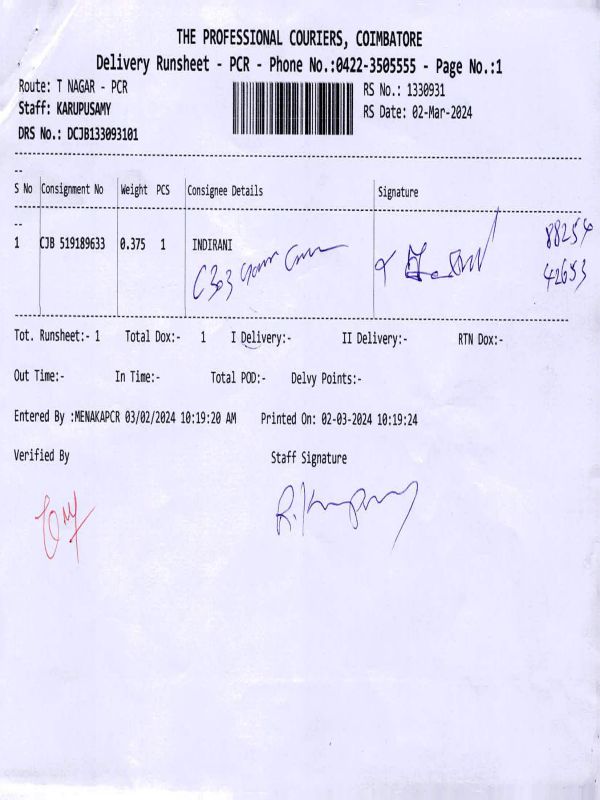 THE PROFESSIONAL COURIERS, COIMBATORE
Delivery Runsheet - PCR - Phone No.:0422-3505555 - Page No.:1
Route: T NAGAR - PCR RS No.: 1330931
Staff: KARUPUSAMY RS Date: 02-Mar-2024
DRS No.: DCJB133093101
S No Consignment No Weight PCS Consignee Details Signature
1 CJB 519189633 0.375 1 INDIRANI 88254
C303 42653
Tot. Runsheet:- 1 Total Dox:- 1 I Delivery:- II Delivery:- RTN Dox:-
Out Time:- In Time:- Total POD:- Delvy Points:-
Entered By :MENAKAPCR 03/02/2024 10:19:20 AM Printed On: 02-03-2024 10:19:24
Verified By Staff Signature